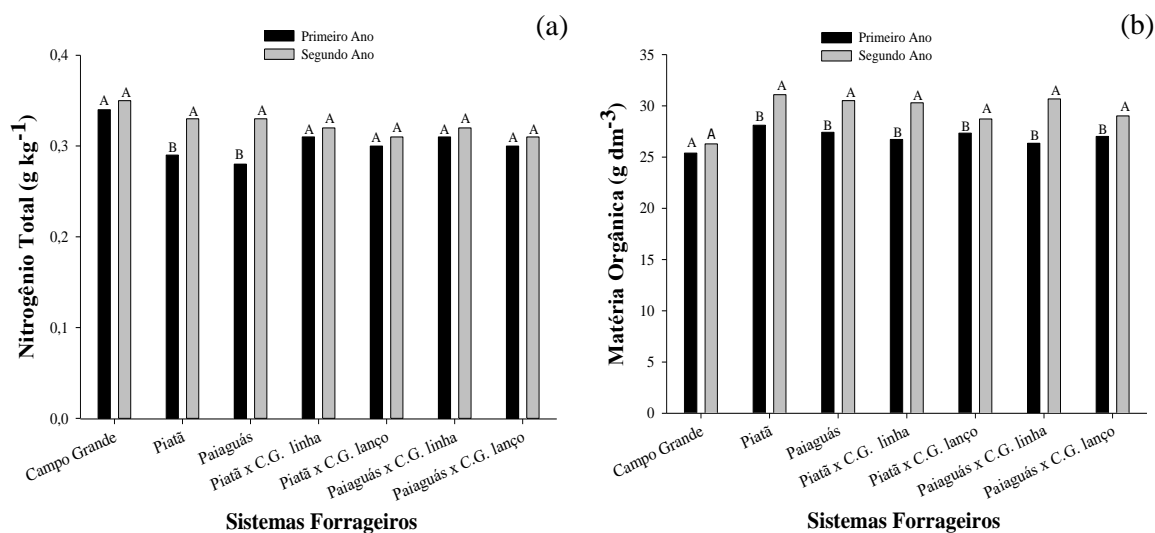 (a)
Primeiro Ano
Segundo Ano
Nitrogênio Total (g kg-1)
0,4
0,3
0,2
0,1
0,0
A A
B A
B A
A A
A A
A A
A A
Campo Grande
Piatã
Paiaguás
Piatã x C.G. linha
Piatã x C.G. lanço
Paiaguás x C.G. linha
Paiaguás x C.G. lanço
Sistemas Forrageiros
(b)
Primeiro Ano
Segundo Ano
Matéria Orgânica (g dm-3)
35
30
25
20
15
10
5
0
A A
B A
B A
B A
B A
B A
B A
Campo Grande
Piatã
Paiaguás
Piatã x C.G. linha
Piatã x C.G. lanço
Paiaguás x C.G. linha
Paiaguás x C.G. lanço
Sistemas Forrageiros